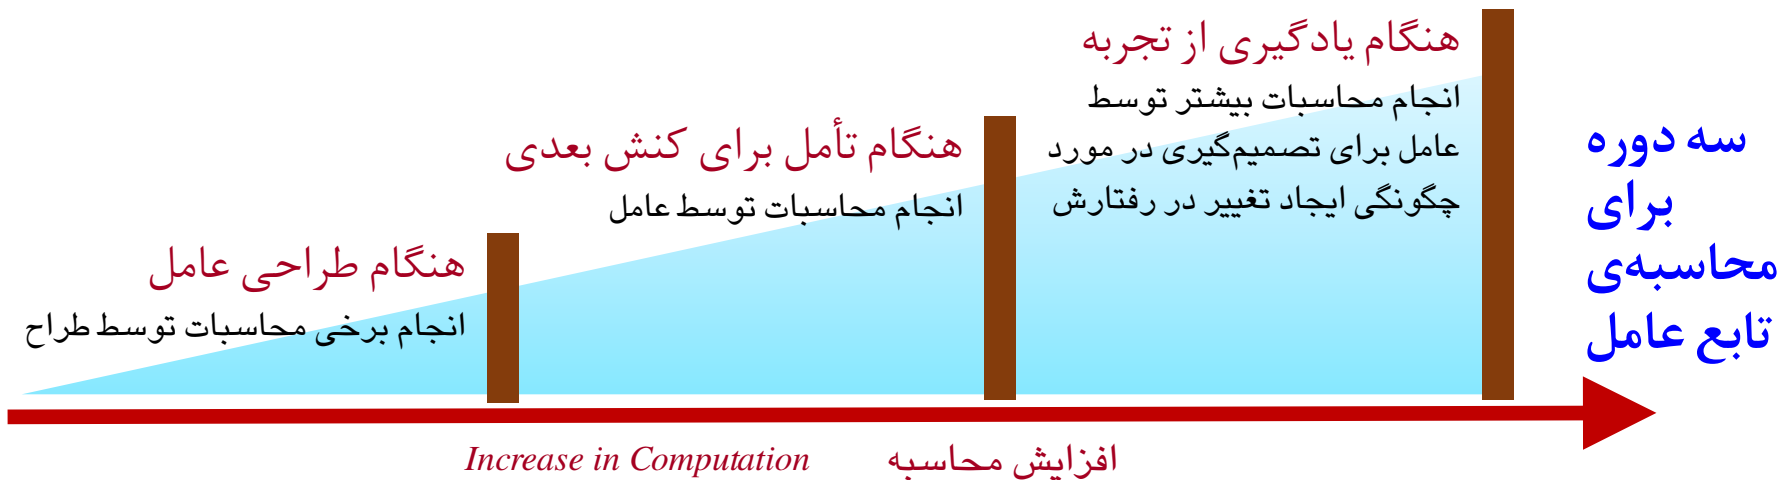 سه دوره
برای
محاسبه‌ی
تابع عامل
هنگام یادگیری از تجربه
انجام محاسبات بیشتر توسط
عامل برای تصمیم‌گیری در مورد
چگونگی ایجاد تغییر در رفتارش
هنگام تأمل برای کنش بعدی
انجام محاسبات توسط عامل
هنگام طراحی عامل
انجام برخی محاسبات توسط طراح
افزایش محاسبه
Increase in Computation